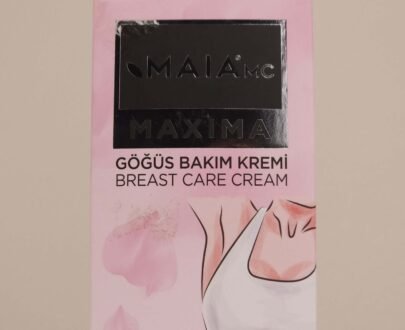 MAIA® MC
MAXIMA
GÖĞÜS BAKIM KREMİ
BREAST CARE CREAM